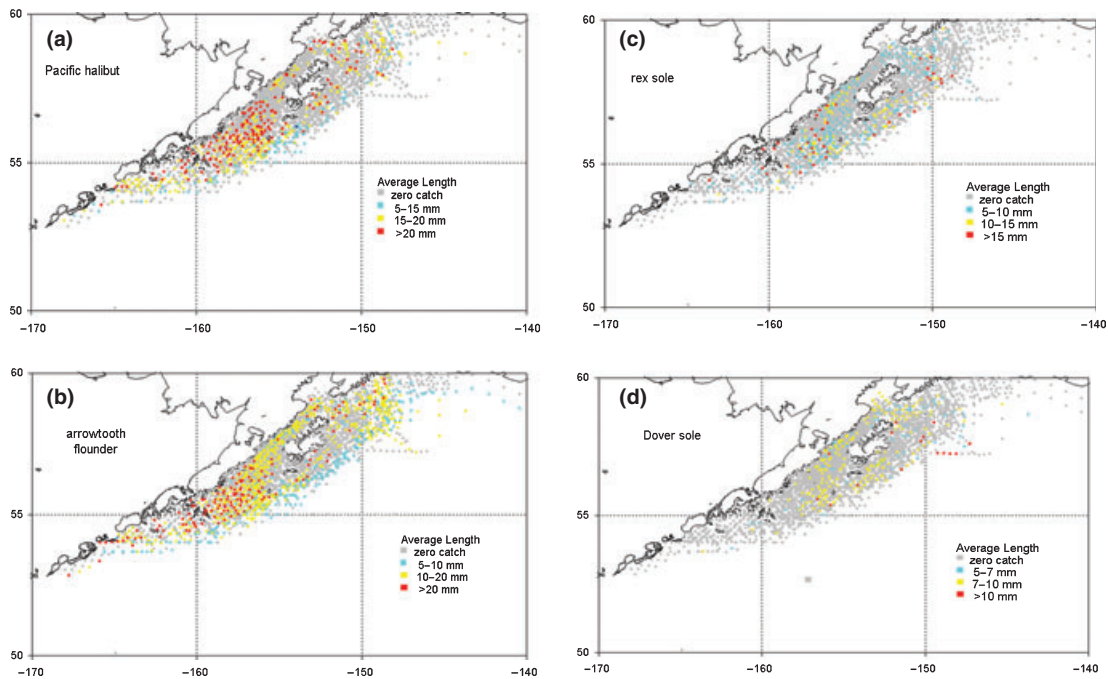 60
(a)
Pacific halibut
55
Average Length
zero catch
5–15 mm
15–20 mm
>20 mm
50
−170
−160
−150
−140
60
(c)
rex sole
55
Average Length
zero catch
5–10 mm
10–15 mm
>15 mm
50
−170
−160
−150
−140
60
(b)
arrowtooth
flounder
55
Average Length
zero catch
5–10 mm
10–20 mm
>20 mm
50
−170
−160
−150
−140
60
(d)
Dover sole
55
Average Length
zero catch
5–7 mm
7–10 mm
>10 mm
50
−170
−160
−150
−140